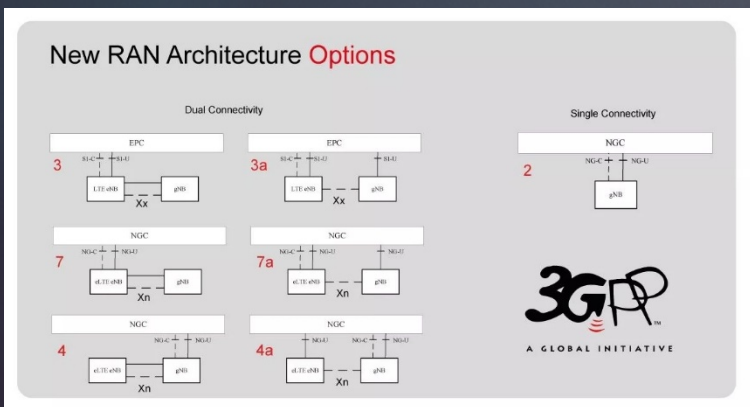 New RAN Architecture Options
Dual Connectivity
Single Connectivity
EPC
3
S1-C
S1-U
LTE eNB
gNB
Xx
EPC
3a
S1-C
S1-U
S1-U
LTE eNB
gNB
Xx
NGC
2
NG-C
NG-U
gNB
NGC
7
NG-C
NG-U
eLTE eNB
gNB
Xn
NGC
7a
NG-C
NG-U
NG-U
eLTE eNB
gNB
Xn
NGC
4
NG-C
NG-U
eLTE eNB
gNB
Xn
NGC
4a
NG-U
NG-C
NG-U
eLTE eNB
gNB
Xn
3GPP
TM
A GLOBAL INITIATIVE